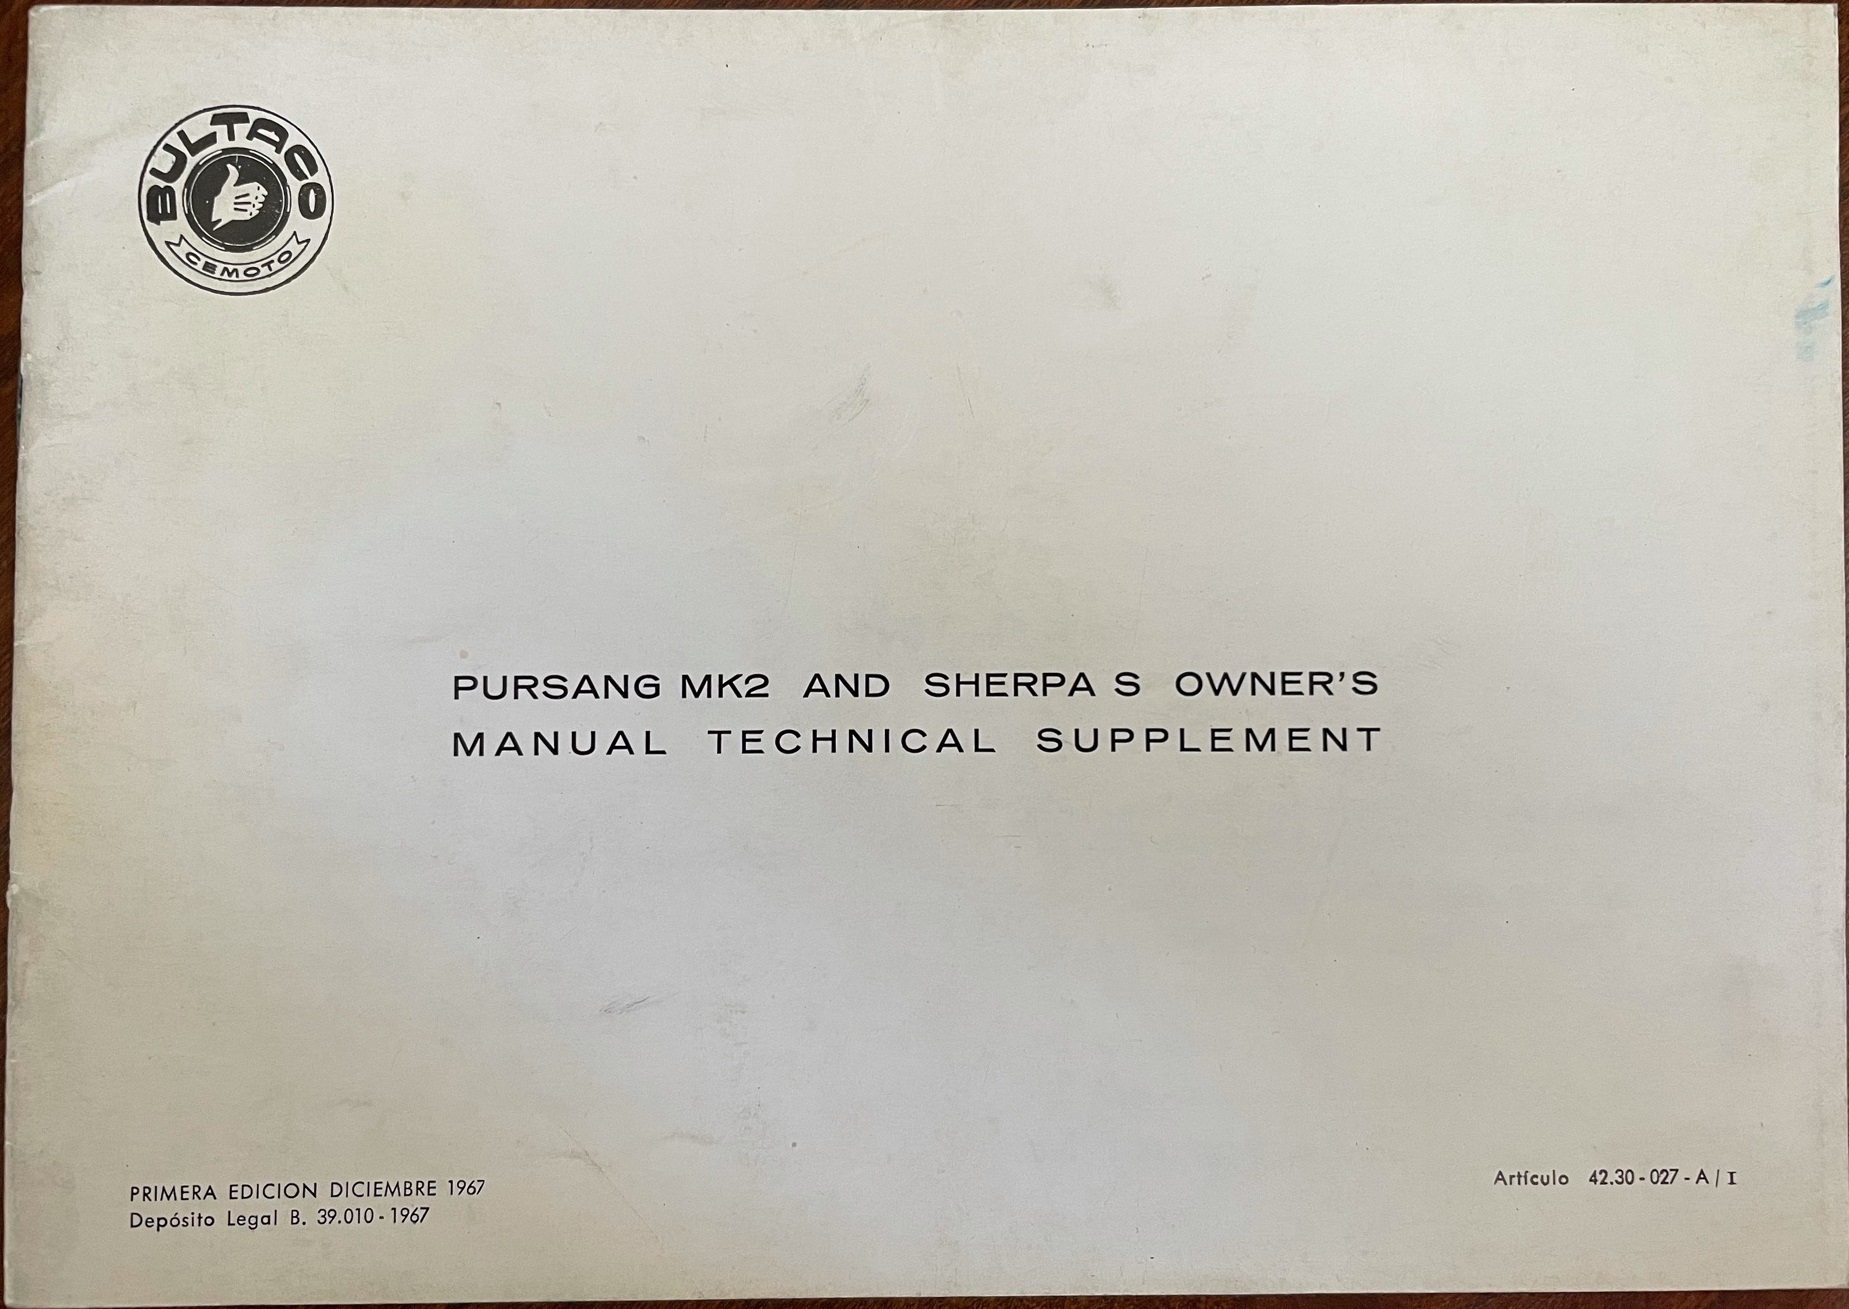 BULTACO
CEMOTO
PURSANG MK2 AND SHERPA S OWNER'S
MANUAL TECHNICAL SUPPLEMENT
PRIMERA EDICION DICIEMBRE 1967
Depósito Legal B. 39.010-1967
Artículo 42.30-027-A/I